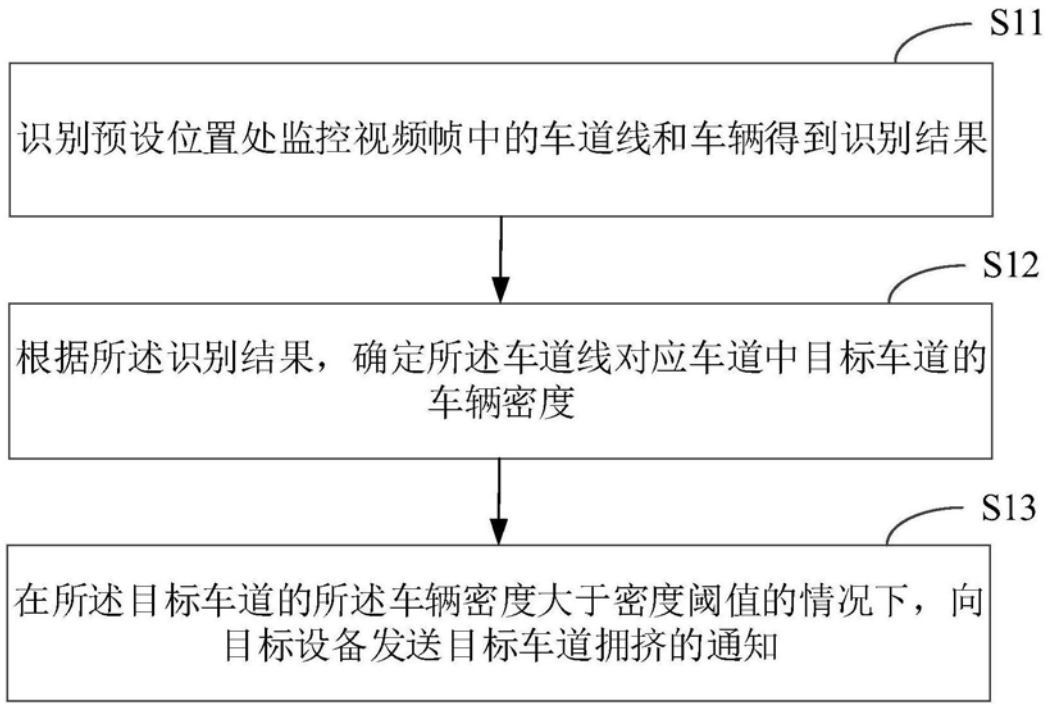 S11
识别预设位置处监控视频帧中的车道线和车辆得到识别结果
S12
根据所述识别结果，确定所述车道线对应车道中目标车道的
车辆密度
S13
在所述目标车道的所述车辆密度大于密度阈值的情况下，向
目标设备发送目标车道拥挤的通知